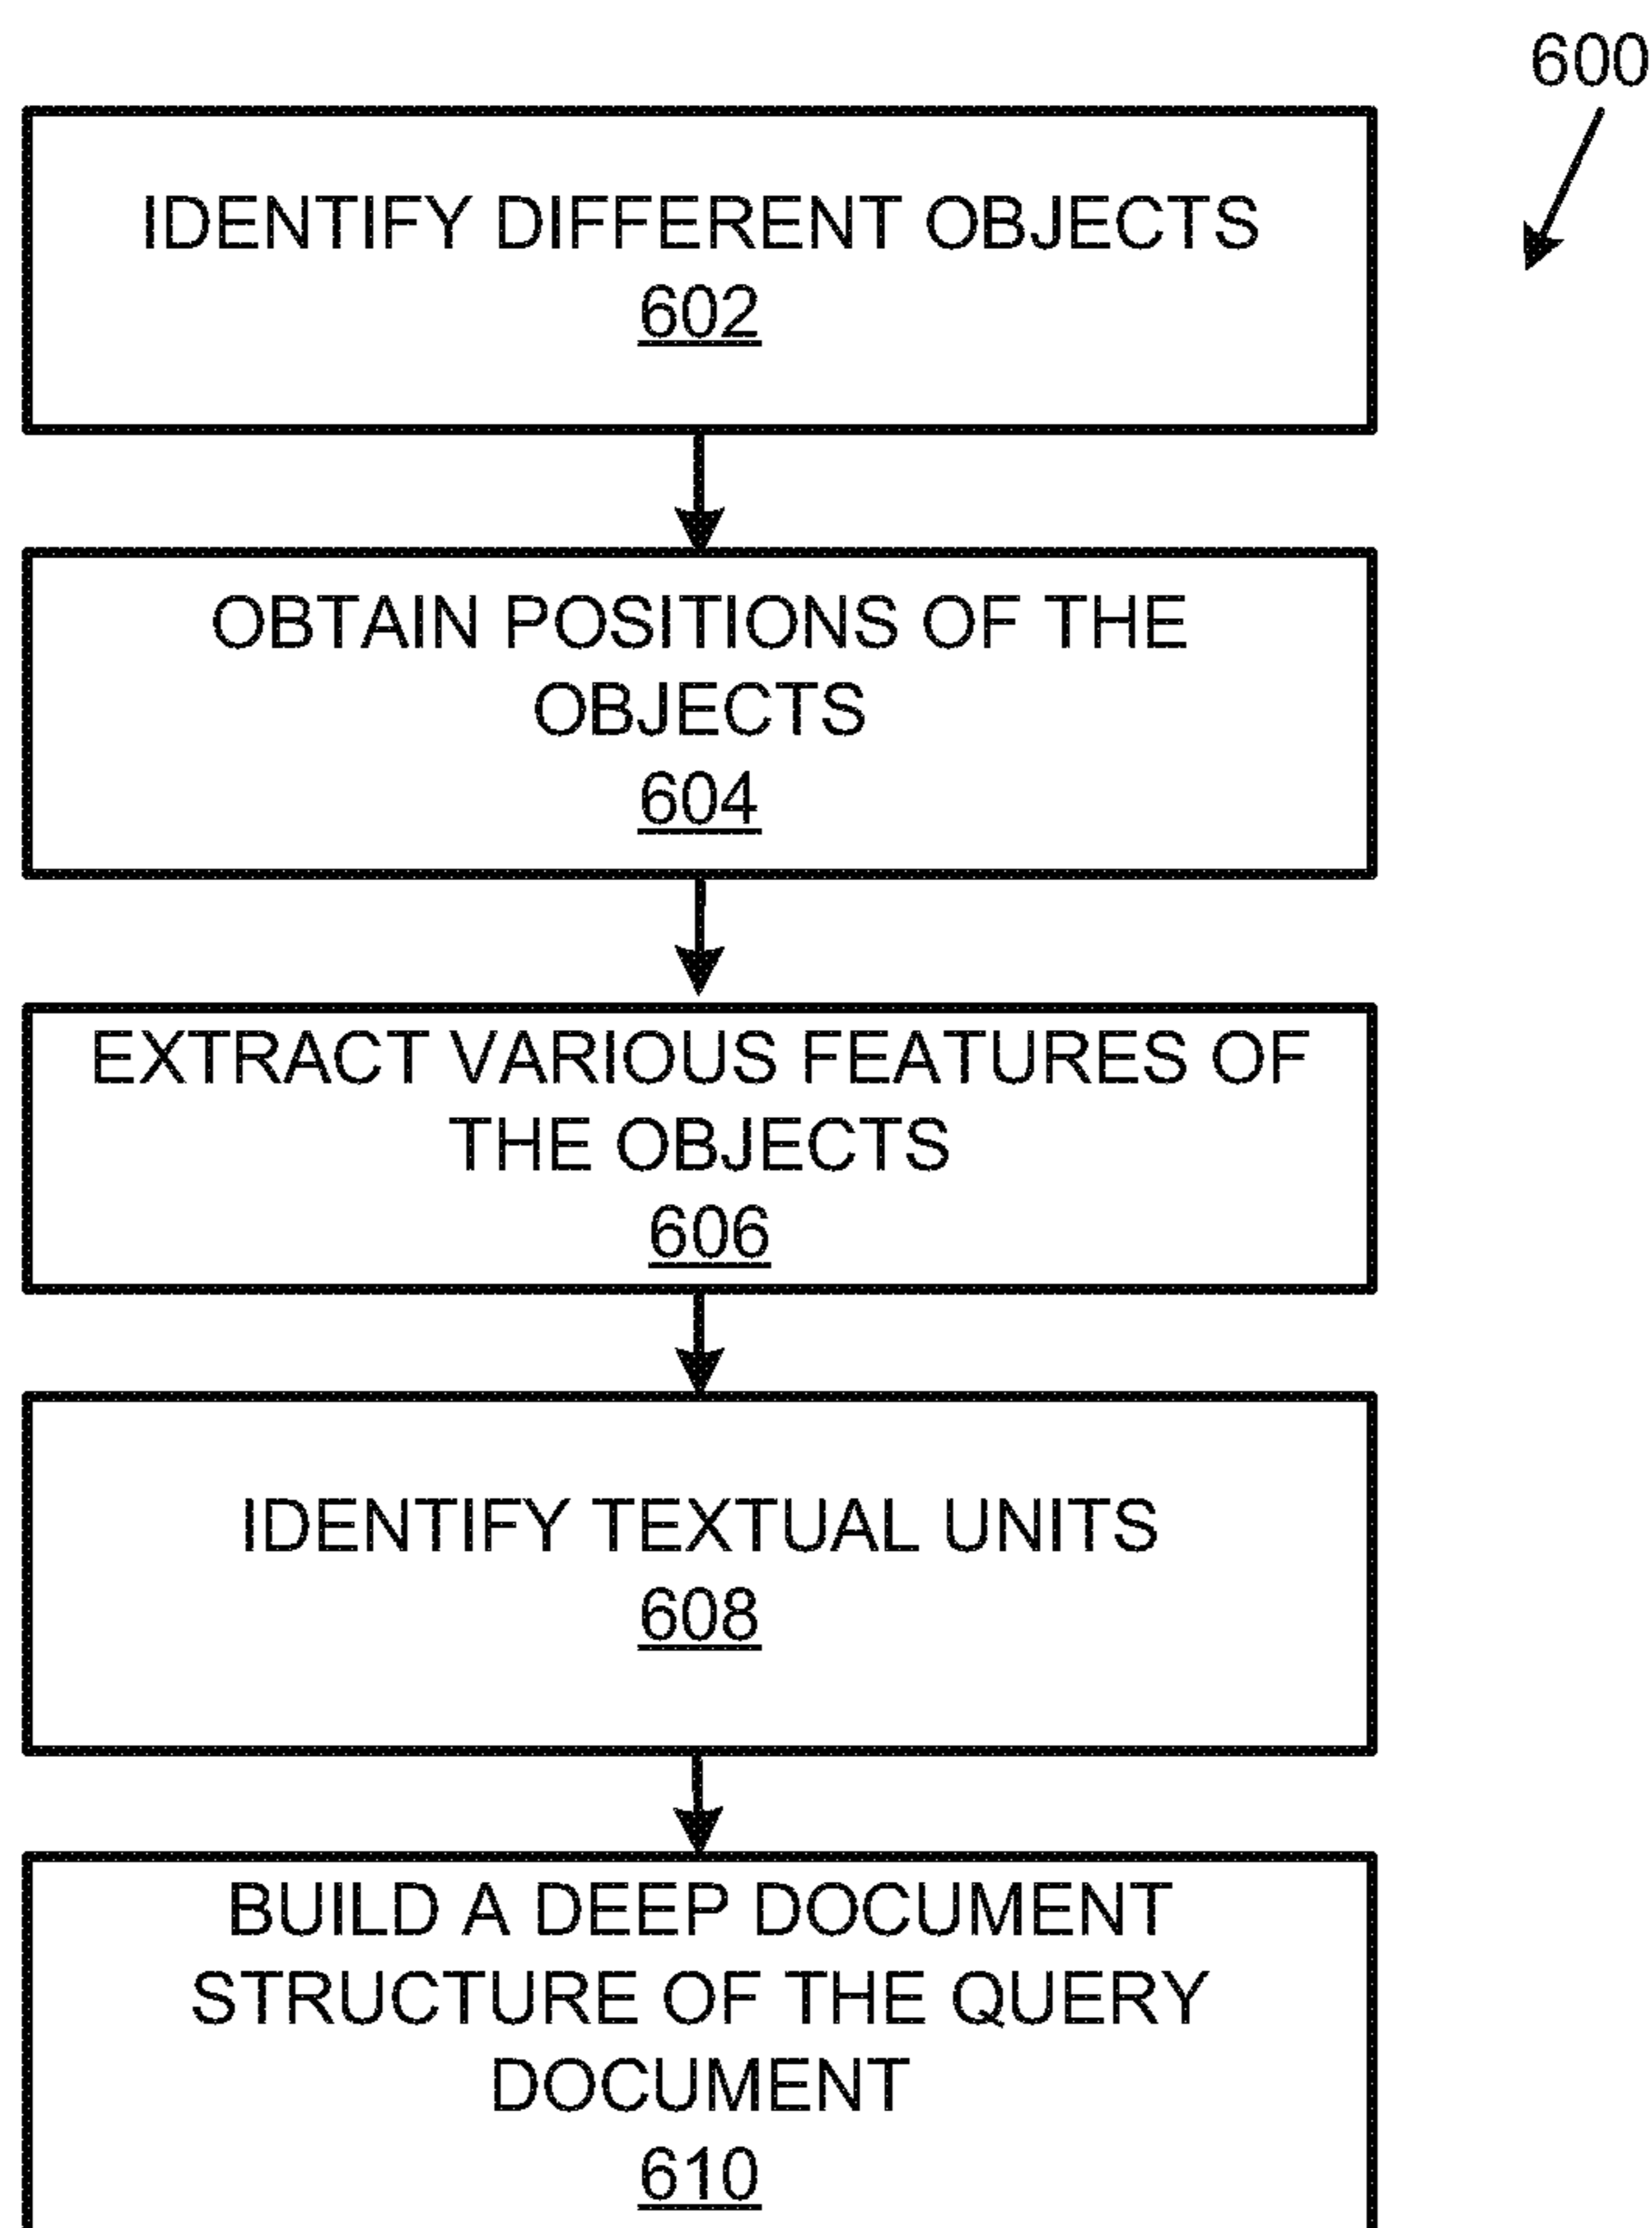 600
IDENTIFY DIFFERENT OBJECTS
602
OBTAIN POSITIONS OF THE
OBJECTS
604
EXTRACT VARIOUS FEATURES OF
THE OBJECTS
606
IDENTIFY TEXTUAL UNITS
608
BUILD A DEEP DOCUMENT
STRUCTURE OF THE QUERY
DOCUMENT
610